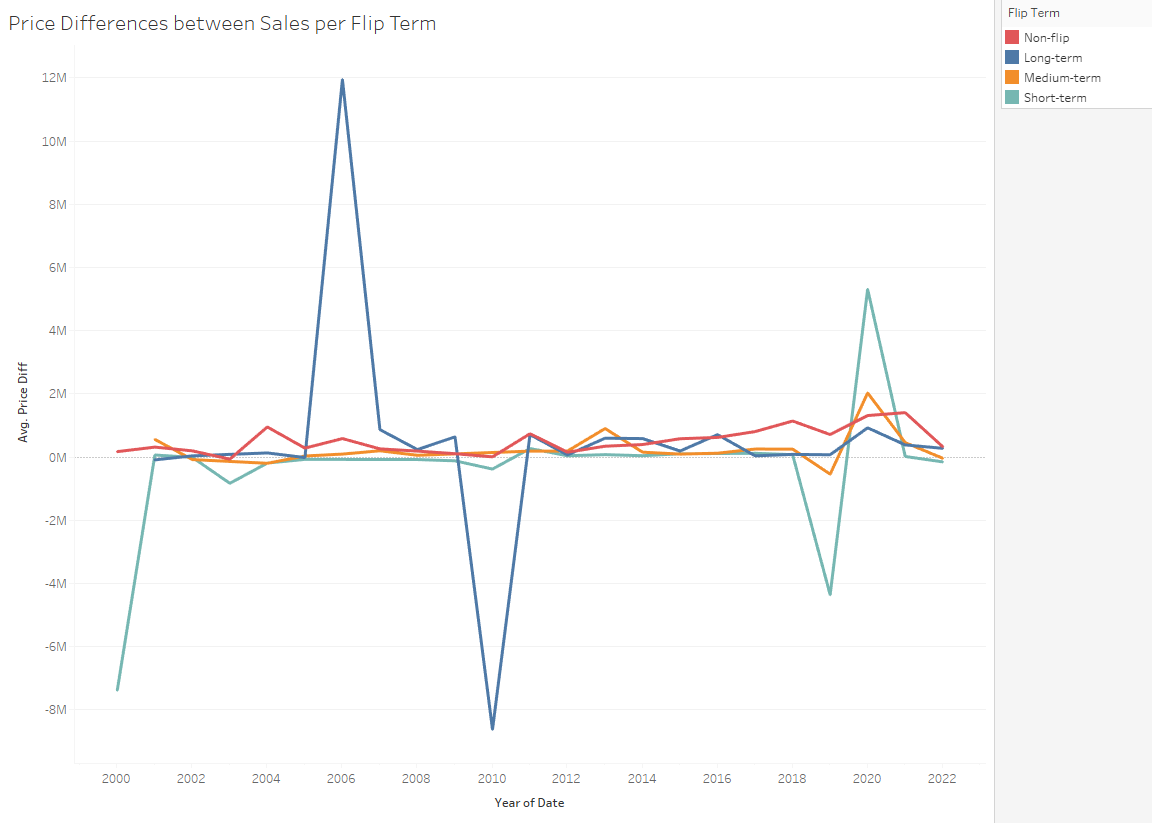 Price Differences between Sales per Flip Term
Flip Term
Non-flip
Long-term
Medium-term
Short-term
12M
10M
8M
6M
4M
2M
0M
-2M
-4M
-6M
-8M
Avg. Price Diff
2000 2002 2004 2006 2008 2010 2012 2014 2016 2018 2020 2022
Year of Date